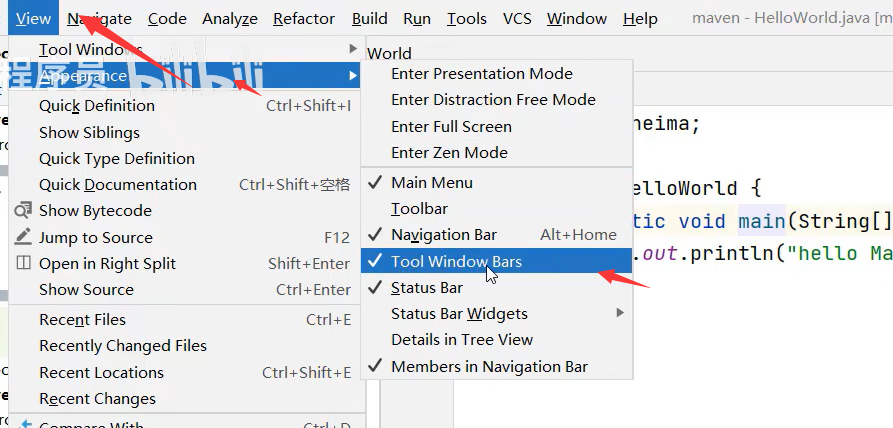 View Navigate Code Analyze Refactor Build Run Tools VCS Window Help maven - HelloWorld.java [m
Tool Windows
World
程序员 bilibili
Appearance
Enter Presentation Mode
Enter Distraction Free Mode
Enter Full Screen
Enter Zen Mode
Main Menu
Toolbar
Navigation Bar Alt+Home
Tool Window Bars
Status Bar
Status Bar Widgets
Details in Tree View
Members in Navigation Bar
Quick Definition Ctrl+Shift+I
Show Siblings
Quick Type Definition
Quick Documentation Ctrl+Shift+空格
Show Bytecode
Jump to Source F12
Open in Right Split Shift+Enter
Show Source Ctrl+Enter
Recent Files Ctrl+E
Recently Changed Files
Recent Locations Ctrl+Shift+E
Recent Changes
Compare With... Ctrl+D
heima;
elloWorld {
tic void main(String[]
.out.println("hello Ma